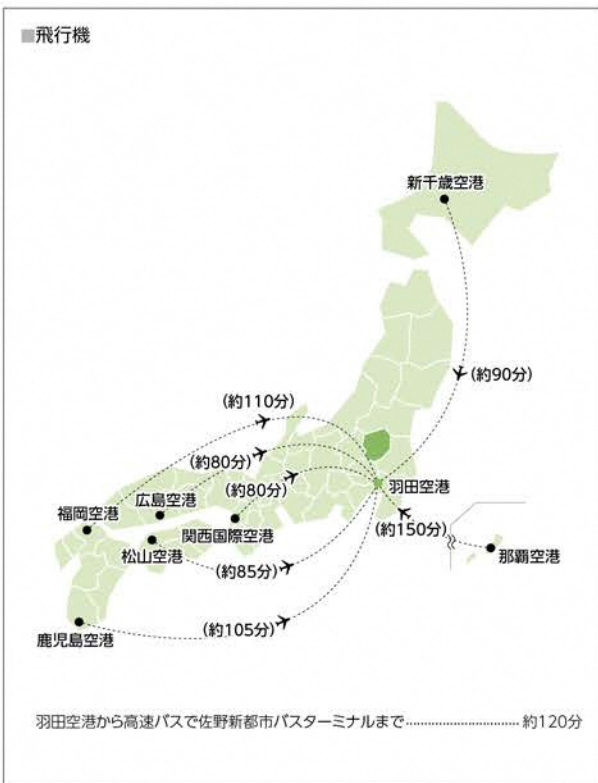 ■飛行機
新千歳空港
(約90分)
(約110分)
(約80分)
(約80分)
羽田空港
広島空港
福岡空港
関西国際空港
(約150分)
松山空港
那覇空港
(約85分)
(約105分)
鹿児島空港
羽田空港から高速バスで佐野新都市バスターミナルまで………………… 約120分